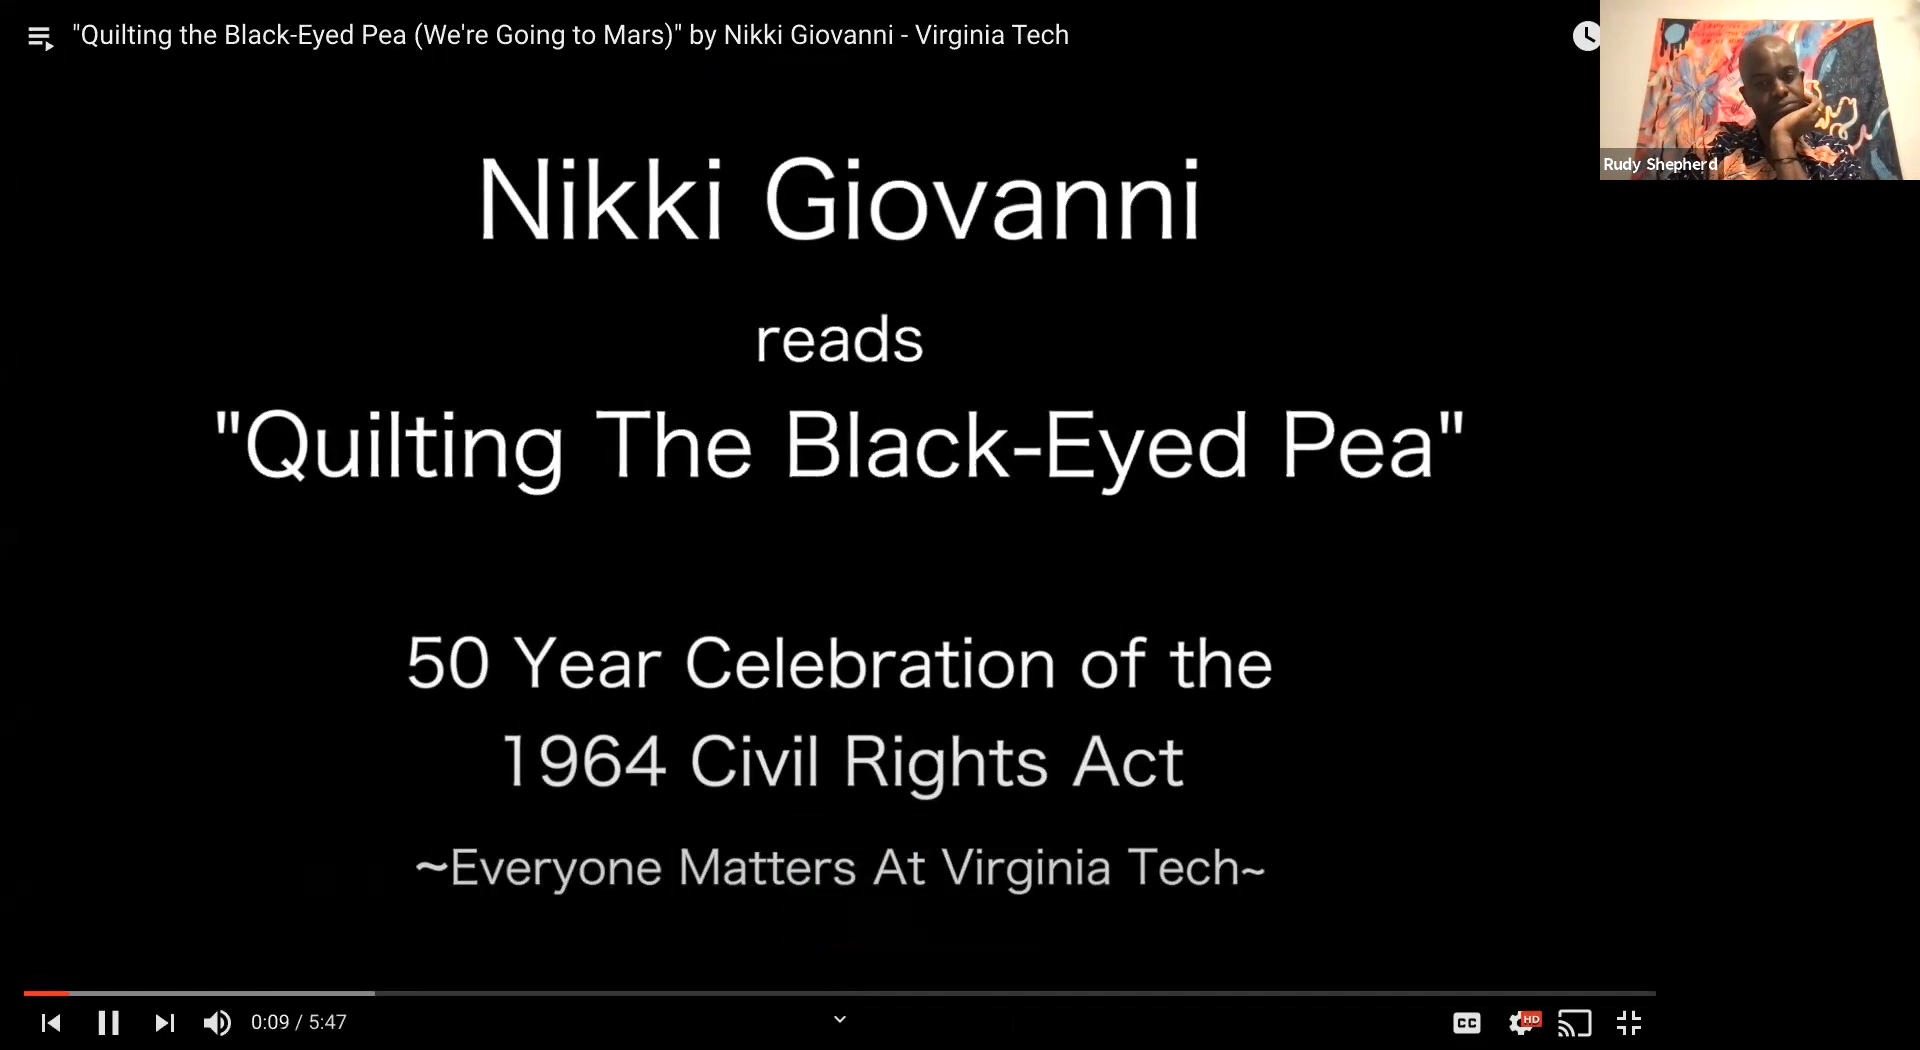 "Quilting the Black-Eyed Pea (We're Going to Mars)" by Nikki Giovanni - Virginia Tech
Rudy Shepherd
Nikki Giovanni
reads
"Quilting The Black-Eyed Pea"
50 Year Celebration of the
1964 Civil Rights Act
~Everyone Matters At Virginia Tech~
0:09 / 5:47
CC
HD